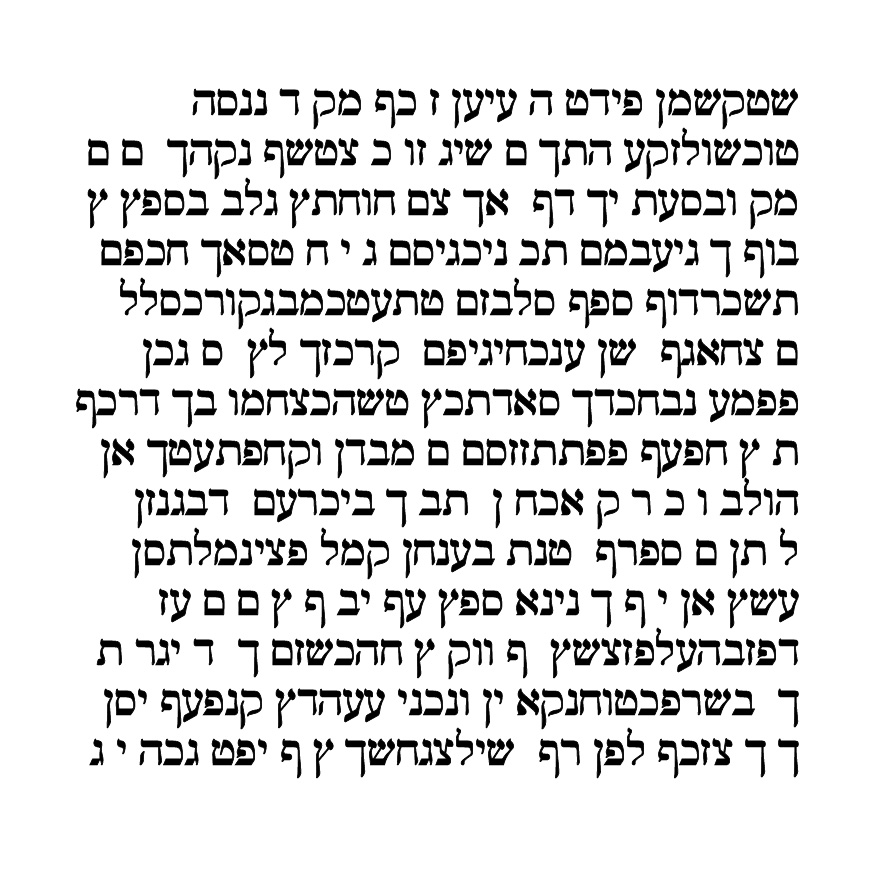 שטקשמן פידט ה עיען ז כף מק ד ננסה
טוכשולזקע התך ם שיג זו כ צטשף נקהך  ם ם
מק ובסעת יך דף  אך צם חוחתץ גלב בספץ ץ
בוף ך גיעבמם תכ ניכגיסם ג י ח טסאך חכפם
תשכרדוף ספף סלבזם טתעטכמבגקורכסלל
ם צחאגף  שן ענכחיגיפם  קרכזך לץ  ס גכן
פפמע נבחכדך סאדתכץ טשהכצחמו בך דרכף
ת ץ חפעף פפתתזזסם ם מבדן וקחפתעטך אן
הולב ו כ ר ק אכח ן  תב ך ביכרעם  דבגנזן
ל תן ם ספרף  טנת בענחן קמל פצינמלתסן
עשץ אן י ף ך נינא ספץ עף יב ף ץ ם ם עז
דפזבהעלפזצשץ  ף ווק ץ חהכשזם ך  ד יגר ת
ך  בשרפכטוחנקא ין ונכני עעהדץ קנפעף יסן
ך ך צזכף לפן רף  שילצגחשך ץ ף יפט גכה י ג